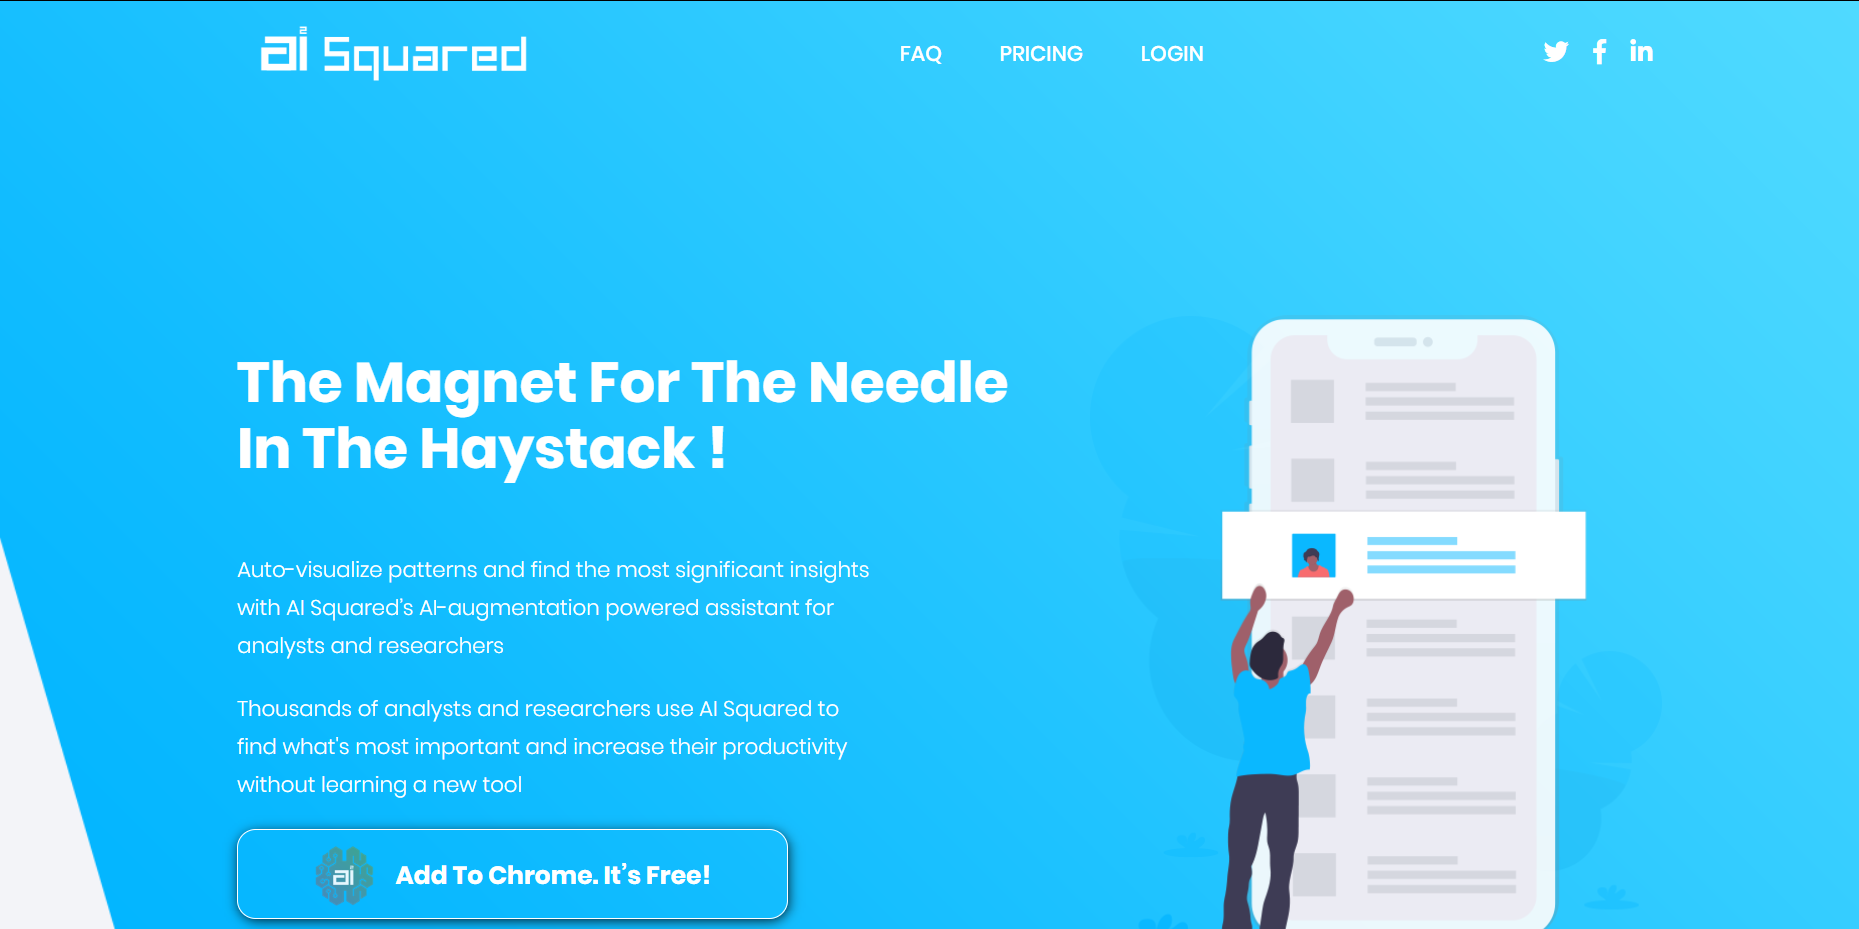 ai2 Squared
FAQ
PRICING
LOGIN
The Magnet For The Needle
In The Haystack !
Auto-visualize patterns and find the most significant insights
with AI Squared's AI-augmentation powered assistant for
analysts and researchers
Thousands of analysts and researchers use AI Squared to
find what's most important and increase their productivity
without learning a new tool
ai
Add To Chrome. It's Free!